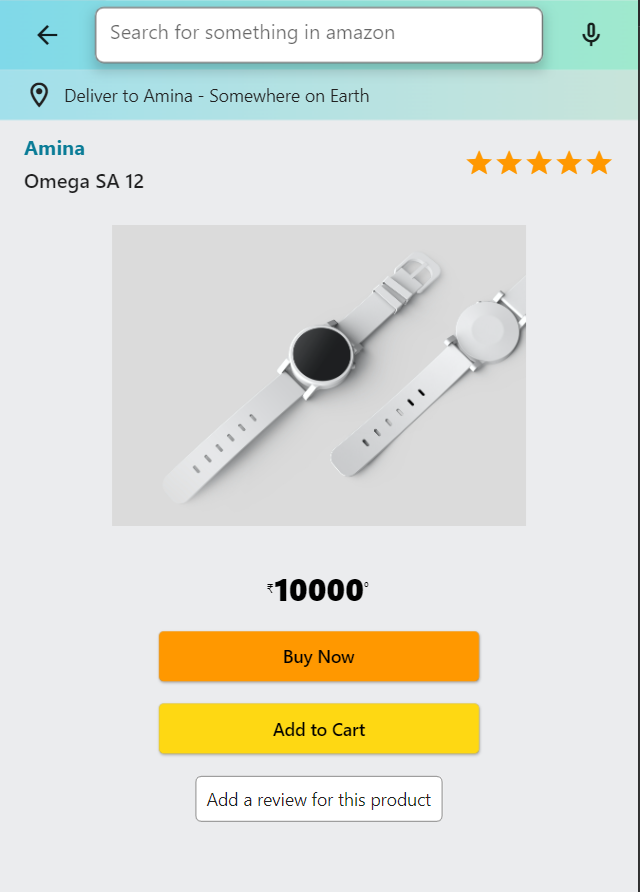 Search for something in amazon
Deliver to Amina - Somewhere on Earth
Amina
Omega SA 12
₹10000⁰
Buy Now
Add to Cart
Add a review for this product